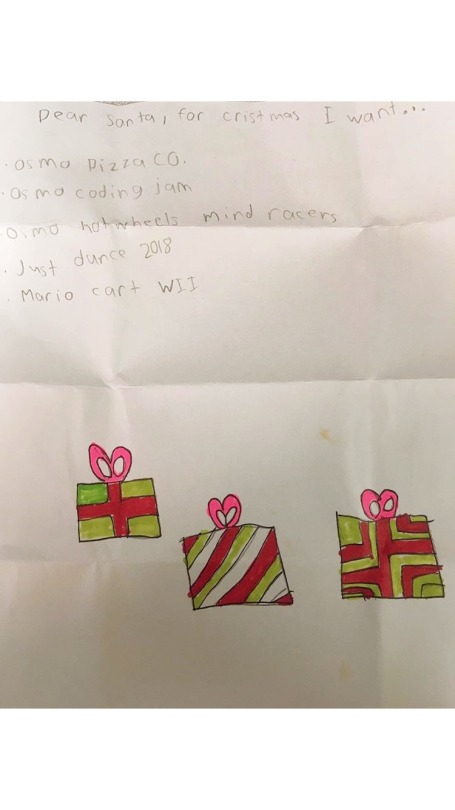 Dear Santa, for cristmas I want...
. osmo pizza co.
. Osmo coding jam
. Osmo hotwheels mind racers
. Just dunce 2018
. Mario cart WII